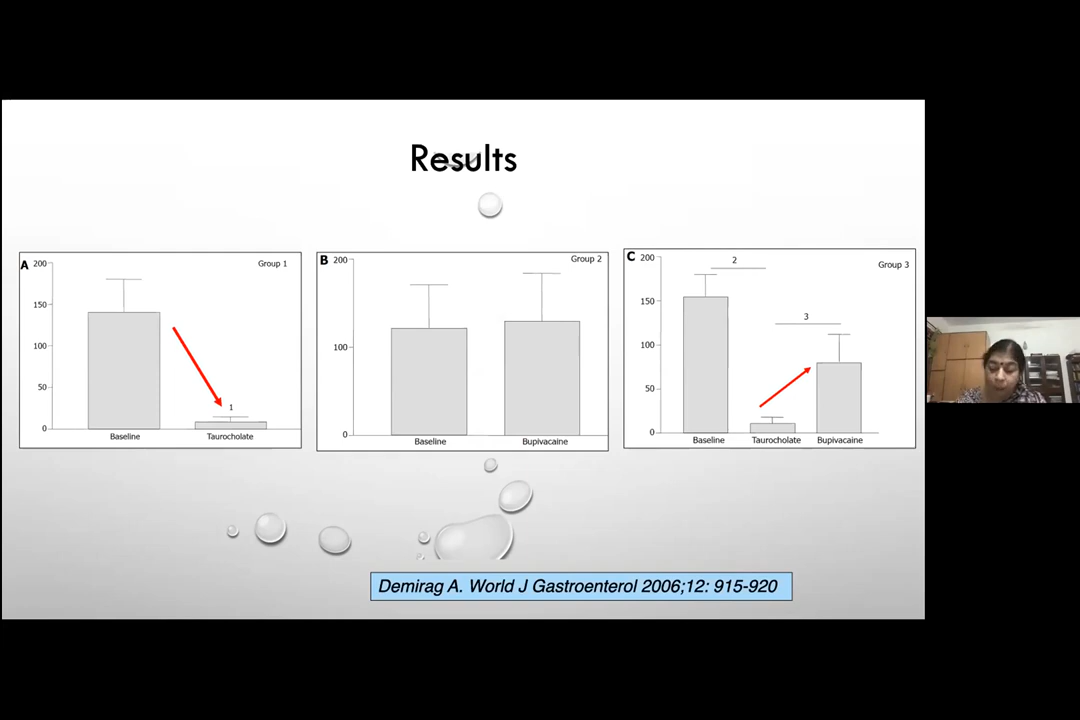 Results
A
Group 1
200
150
100
50
0
1
Baseline
Taurocholate
B
Group 2
200
100
0
Baseline
Bupivacaine
C
Group 3
200
150
100
50
0
2
3
Baseline
Taurocholate
Bupivacaine
Demirag A. World J Gastroenterol 2006;12: 915-920